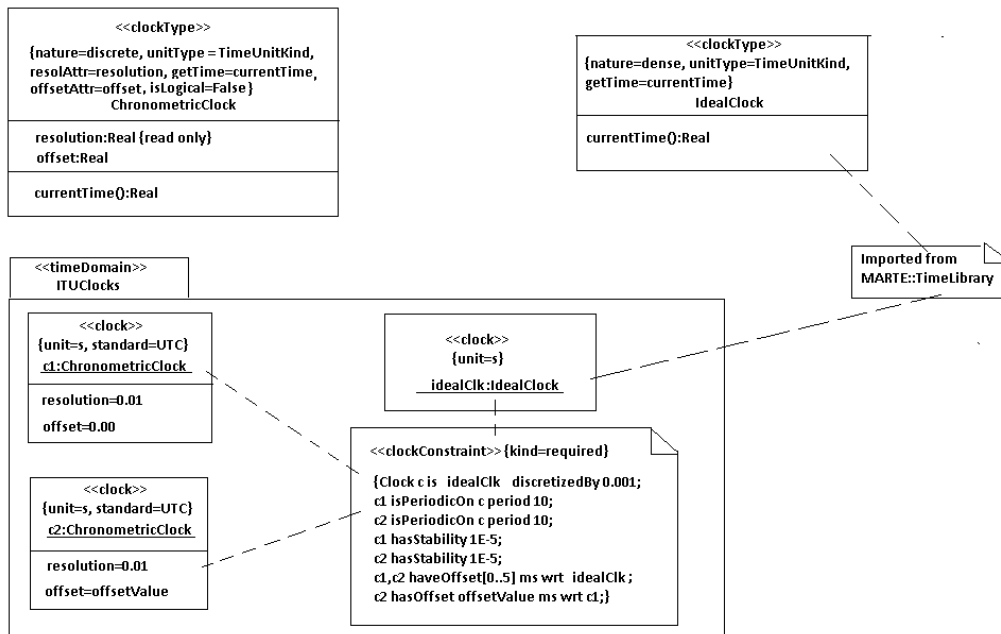 <<clockType>>
{nature=discrete, unitType = TimeUnitKind,
resolAttr=resolution, getTime=currentTime,
offsetAttr=offset, isLogical=False}
ChronometricClock
resolution:Real {read only}
offset:Real
currentTime():Real
<<clockType>>
{nature=dense, unitType=TimeUnitKind,
getTime=currentTime}
IdealClock
currentTime():Real
Imported from
MARTE::TimeLibrary
<<timeDomain>>
ITUClocks
<<clock>>
{unit=s, standard=UTC}
c1:ChronometricClock
resolution=0.01
offset=0.00
<<clock>>
{unit=s}
idealClk:IdealClock
<<clock>>
{unit=s, standard=UTC}
c2:ChronometricClock
resolution=0.01
offset=offsetValue
<<clockConstraint>> {kind=required}
{Clock c is idealClk discretizedBy 0.001;
c1 isPeriodicOn c period 10;
c2 isPeriodicOn c period 10;
c1 hasStability 1E-5;
c2 hasStability 1E-5;
c1,c2 haveOffset[0..5] ms wrt idealClk;
c2 hasOffset offsetValue ms wrt c1;}